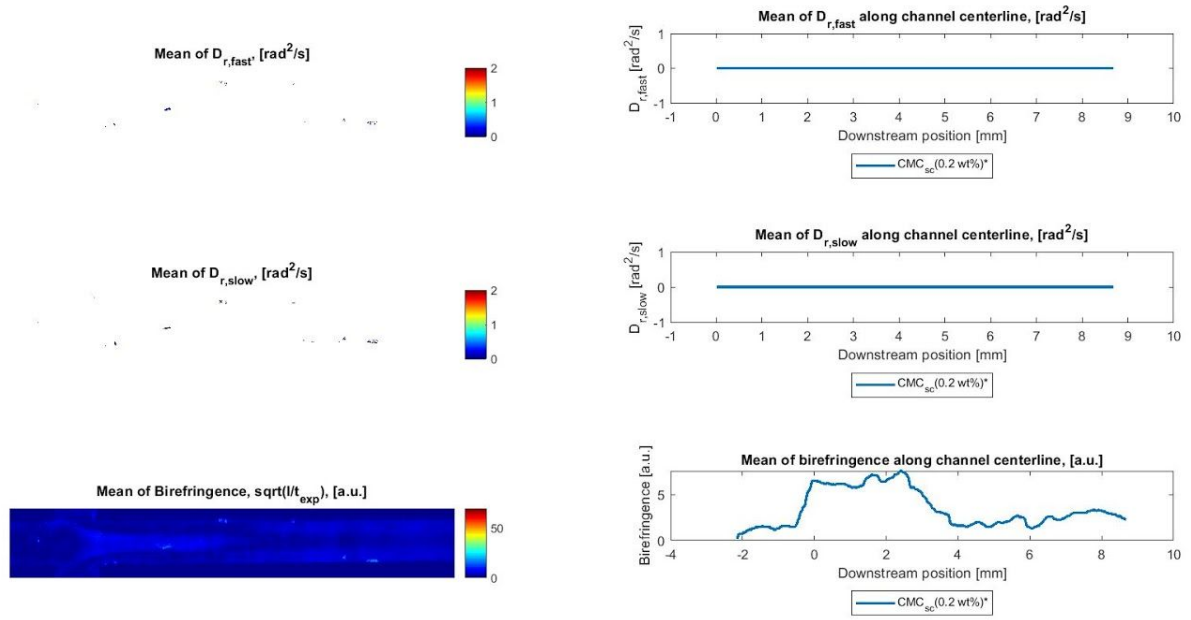 Mean of D_r,fast, [rad²/s]
2
1
0
Mean of D_r,fast along channel centerline, [rad²/s]
D_r,fast [rad²/s]
1
0
-1
-1 0 1 2 3 4 5 6 7 8 9 10
Downstream position [mm]
CMC_sc(0.2 wt%)*
Mean of D_r,slow, [rad²/s]
2
1
0
Mean of D_r,slow along channel centerline, [rad²/s]
D_r,slow [rad²/s]
1
0
-1
-1 0 1 2 3 4 5 6 7 8 9 10
Downstream position [mm]
CMC_sc(0.2 wt%)*
Mean of Birefringence, sqrt(I/t_exp), [a.u.]
50
0
Mean of birefringence along channel centerline, [a.u.]
Birefringence [a.u.]
5
0
-4 -2 0 2 4 6 8 10
Downstream position [mm]
CMC_sc(0.2 wt%)*